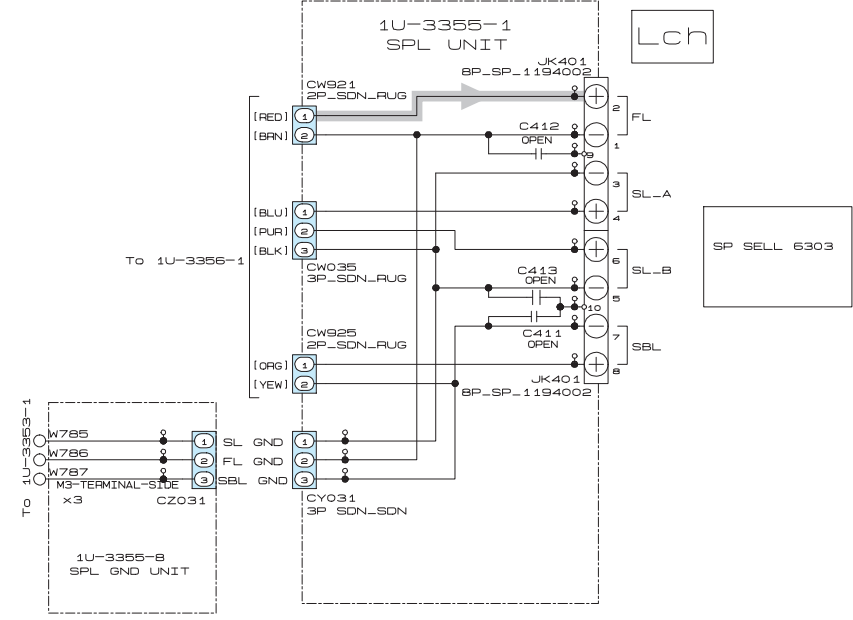 1U-3355-1
SPL UNIT
Lch
JK401
8P_SP_1194002
CW921
2P_SDN_RUG
[RED] 1
[BRN] 2
C412
OPEN
2
FL
1
9
3
SL_A
4
[BLU] 1
[PUR] 2
[BLK] 3
To 1U-3356-1
CW035
3P_SDN_RUG
C413
OPEN
6
SL_B
5
10
C411
OPEN
7
SBL
8
SP SELL 6303
CW925
2P_SDN_RUG
[ORG] 1
[YEW] 2
JK401
8P_SP_1194002
To 1U-3353-1
W785
W786
W787
1 SL GND 1
2 FL GND 2
3 SBL GND 3
M3-TERMINAL-SIDE
x3
CZ031
CY031
3P SDN_SDN
1U-3355-8
SPL GND UNIT